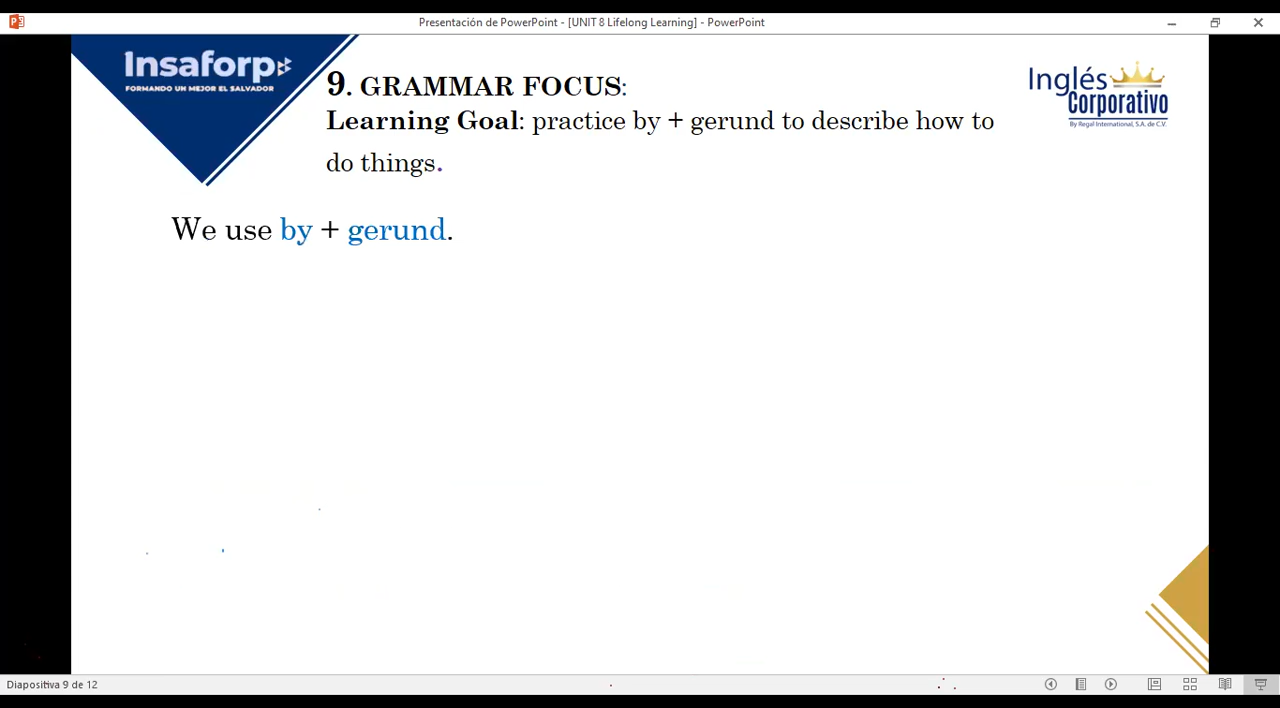 Presentación de PowerPoint - [UNIT 8 Lifelong Learning] - PowerPoint
Insaforp
FORMANDO UN MEJOR EL SALVADOR
9. GRAMMAR FOCUS:
Learning Goal: practice by + gerund to describe how to
do things.
Inglés
Corporativo
By Regal International, S.A. de C.V.
We use by + gerund.
Diapositiva 9 de 12